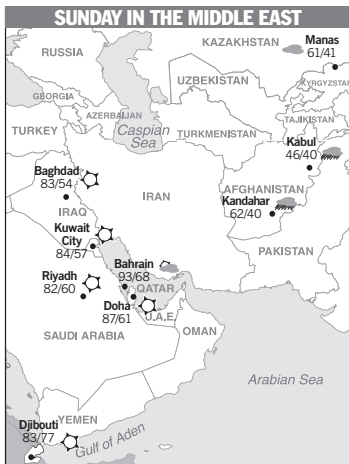 SUNDAY IN THE MIDDLE EAST
KAZAKHSTAN
Manas
61/41
RUSSIA
UZBEKISTAN
KYRGYZSTAN
GEORGIA
AZERBAIJAN
TAJIKISTAN
TURKEY
Caspian
Sea
TURKMENISTAN
Kabul
46/40
Baghdad
83/54
IRAN
AFGHANISTAN
Kandahar
62/40
IRAQ
Kuwait
City
84/57
PAKISTAN
Bahrain
93/68
Riyadh
82/60
QATAR
Doha
87/61
U.A.E.
OMAN
SAUDI ARABIA
Arabian Sea
YEMEN
Djibouti
83/77
Gulf of Aden